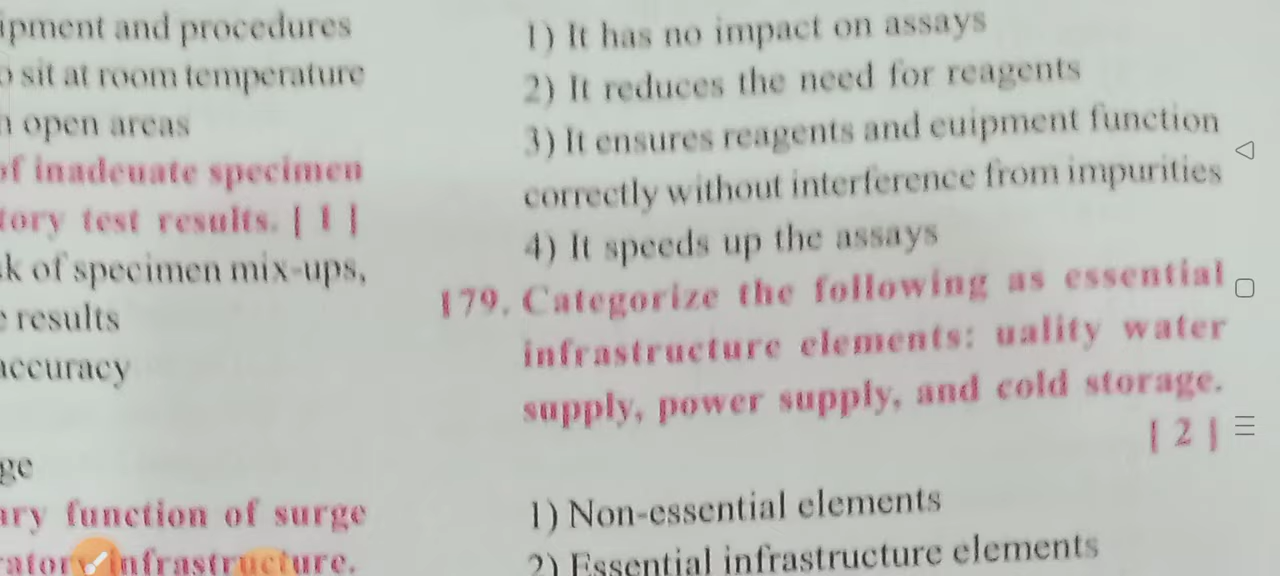 ipment and procedures
sit at room temperature
open areas
of inadeuate specimen
tory test results. [ 1 ]
k of specimen mix-ups,
results
accuracy
ge
ary function of surge
ratory infrastructure.
1) It has no impact on assays
2) It reduces the need for reagents
3) It ensures reagents and euipment function
correctly without interference from impurities
4) It speeds up the assays
179. Categorize the following as essential
infrastructure elements: uality water
supply, power supply, and cold storage.
[ 2 ]
1) Non-essential elements
2) Essential infrastructure elements